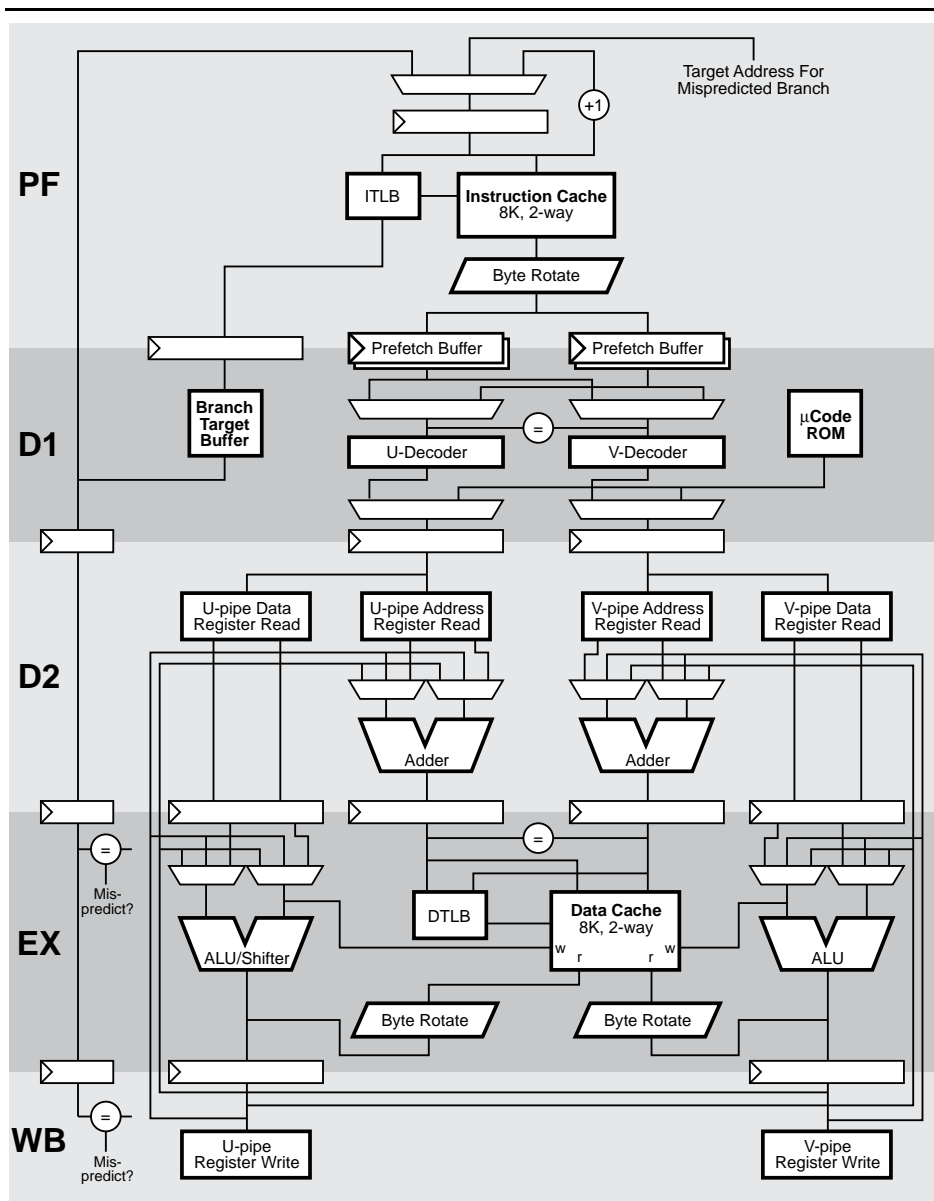 Target Address For
Mispredicted Branch
+1
PF
ITLB
Instruction Cache
8K, 2-way
Byte Rotate
Prefetch Buffer
Prefetch Buffer
D1
Branch
Target
Buffer
=
μCode
ROM
U-Decoder
V-Decoder
D2
U-pipe Data
Register Read
U-pipe Address
Register Read
V-pipe Address
Register Read
V-pipe Data
Register Read
Adder
Adder
EX
=
Mis-
predict?
=
DTLB
Data Cache
8K, 2-way
w
r
r
w
ALU/Shifter
ALU
Byte Rotate
Byte Rotate
WB
=
Mis-
predict?
U-pipe
Register Write
V-pipe
Register Write